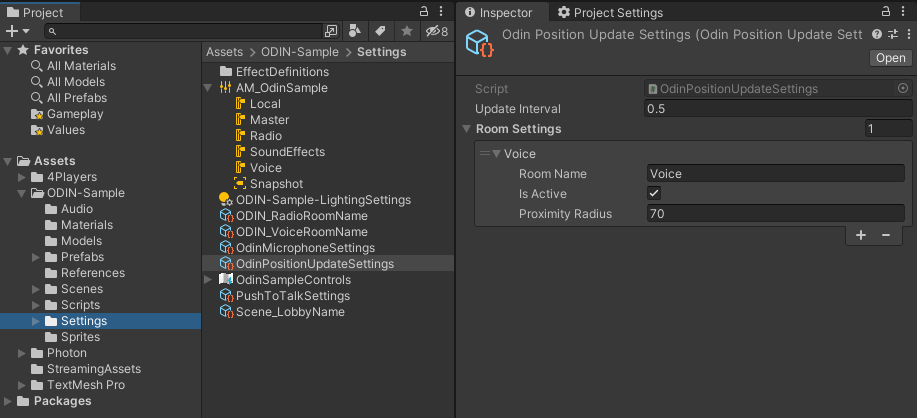 Project
8
Favorites
All Materials
All Models
All Prefabs
Gameplay
Values
Assets
4Players
ODIN-Sample
Audio
Materials
Models
Prefabs
References
Scenes
Scripts
Settings
Sprites
Photon
StreamingAssets
TextMesh Pro
Packages
Assets > ODIN-Sample > Settings
EffectDefinitions
AM_OdinSample
Local
Master
Radio
SoundEffects
Voice
Snapshot
ODIN-Sample-LightingSettings
ODIN_RadioRoomName
ODIN_VoiceRoomName
OdinMicrophoneSettings
OdinPositionUpdateSettings
OdinSampleControls
PushToTalkSettings
Scene_LobbyName
Inspector Project Settings
Odin Position Update Settings (Odin Position Update Sett
Open
Script OdinPositionUpdateSettings
Update Interval 0.5
Room Settings 1
Voice
Room Name Voice
Is Active
Proximity Radius 70